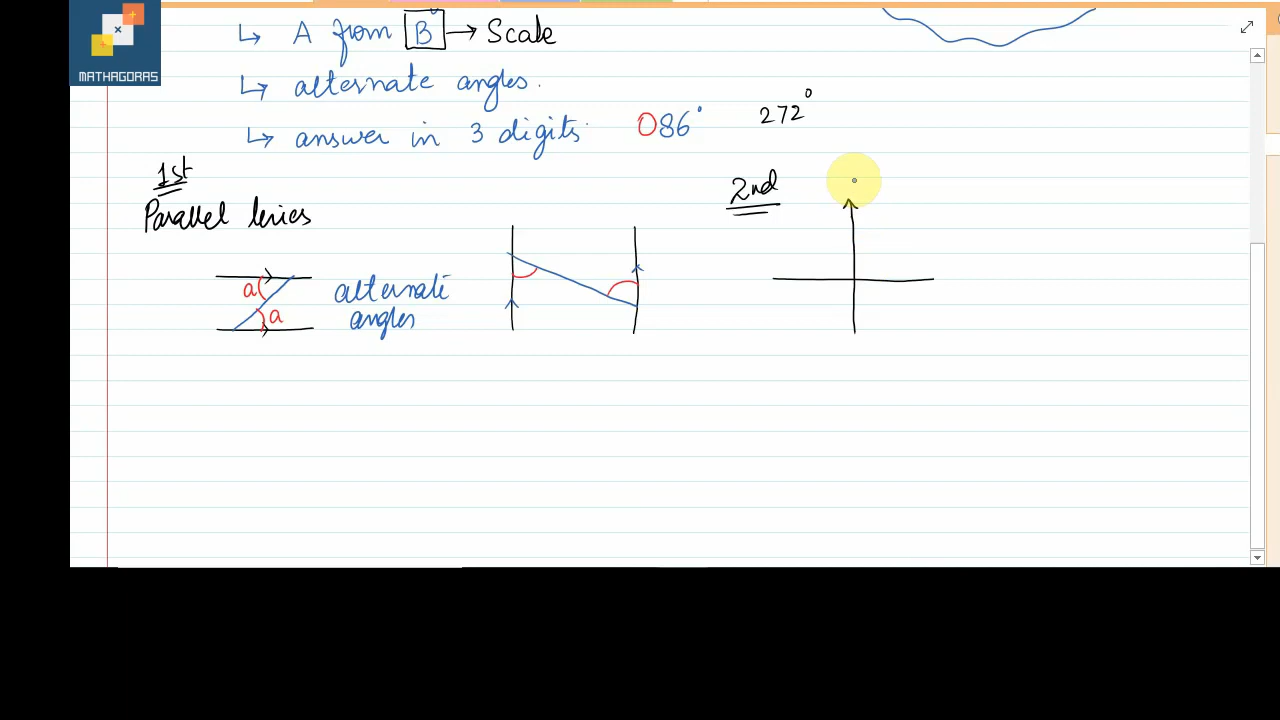 ↳ A from B → Scale
↳ alternate angles.
↳ answer in 3 digits 086° 272°
MATHAGORAS
1st
Parallel lines
2nd
a
a
alternate
angles